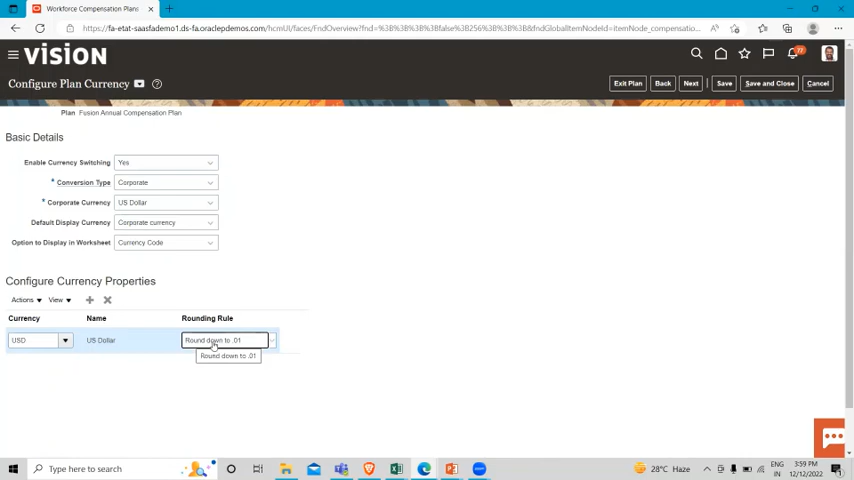 Workforce Compensation Plans
https://fa-etat-saasfademo1.ds-fa.oraclepdemos.com/hcmUI/faces/FndOverview?fnd=%3B%3B%3B%3Bfalse%3B256%3B%3B%3B&fndGlobalItemNodeId=itemNode_compensatio...
VISION
77
Configure Plan Currency
Exit Plan
Back
Next
Save
Save and Close
Cancel
Plan Fusion Annual Compensation Plan
Basic Details
Enable Currency Switching Yes
* Conversion Type Corporate
* Corporate Currency US Dollar
Default Display Currency Corporate currency
Option to Display in Worksheet Currency Code
Configure Currency Properties
Actions View
Currency Name Rounding Rule
USD US Dollar Round down to .01
Round down to .01
Type here to search
28°C Haze
ENG
IN
3:59 PM
12/12/2022